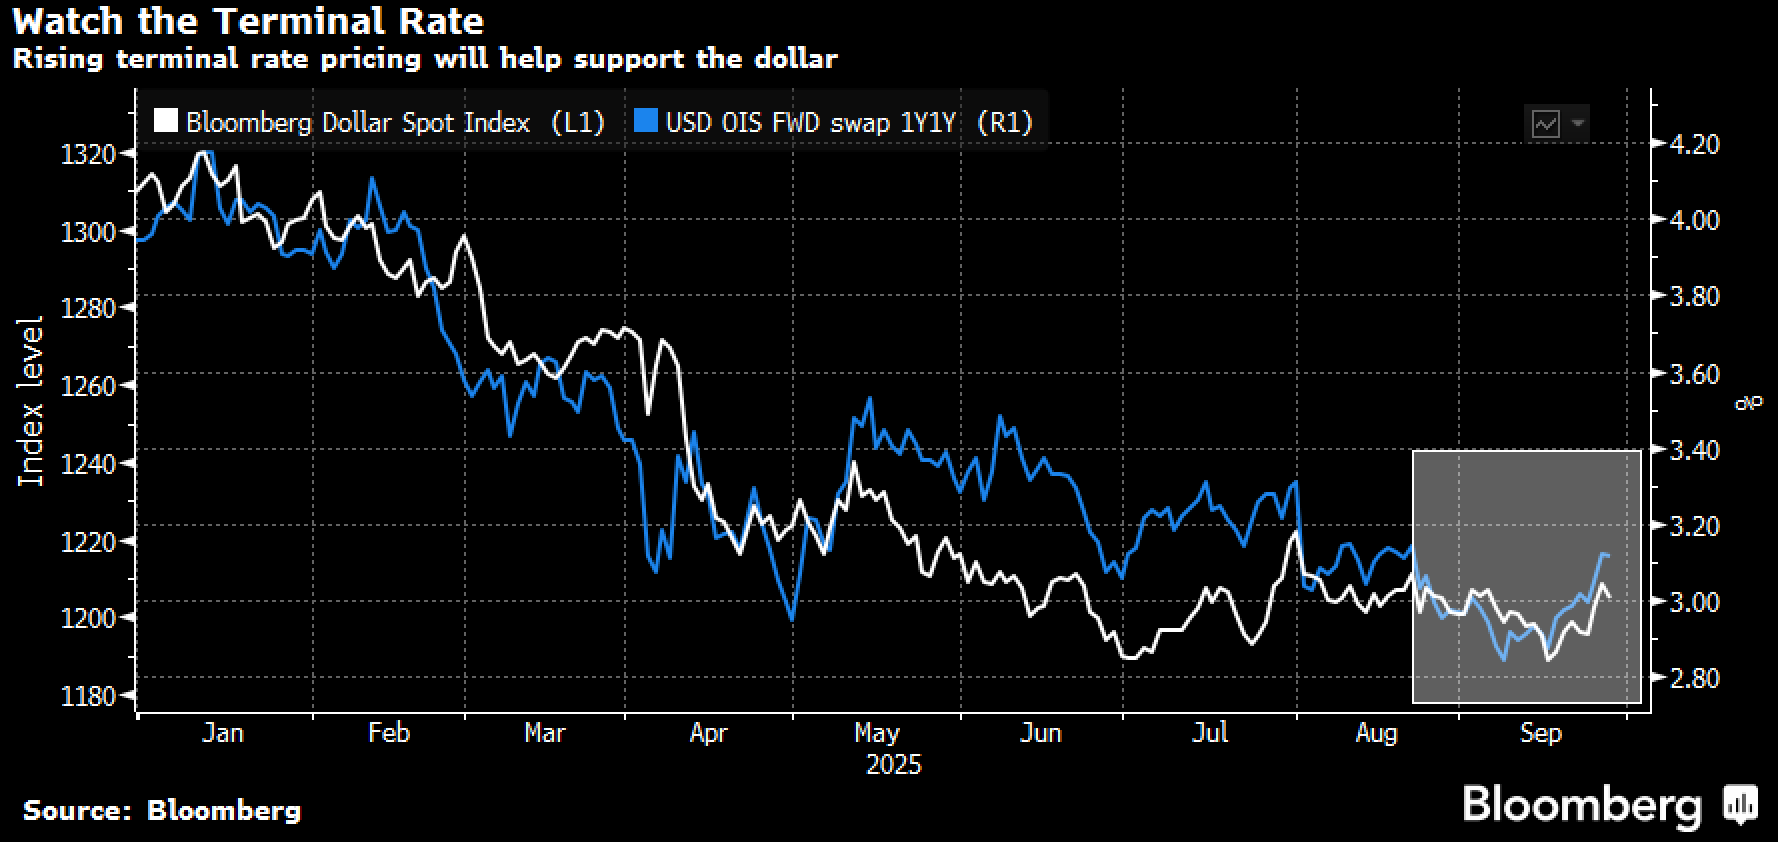 Watch the Terminal Rate
Rising terminal rate pricing will help support the dollar
Bloomberg Dollar Spot Index (L1) USD OIS FWD swap 1Y1Y (R1)
1320
1300
1280
1260
1240
1220
1200
1180
Index level
4.20
4.00
3.80
3.60
3.40
3.20
3.00
2.80
%
Jan Feb Mar Apr May Jun Jul Aug Sep
2025
Source: Bloomberg
Bloomberg